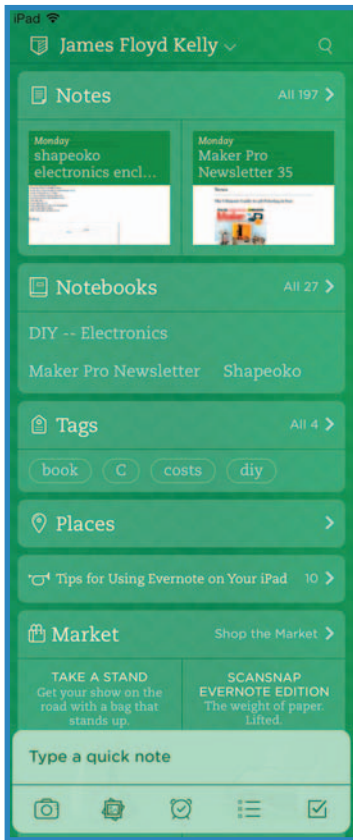 iPad
James Floyd Kelly
Notes
All 197
Monday
shapeoko
electronics encl...
Monday
Maker Pro
Newsletter 35
Notebooks
All 27
DIY -- Electronics
Maker Pro Newsletter Shapeoko
Tags
All 4
book C costs diy
Places
Tips for Using Evernote on Your iPad 10
Market
Shop the Market
TAKE A STAND
Get your show on the
road with a bag that
stands up.
SCANSNAP
EVERNOTE EDITION
The weight of paper.
Lifted.
Type a quick note